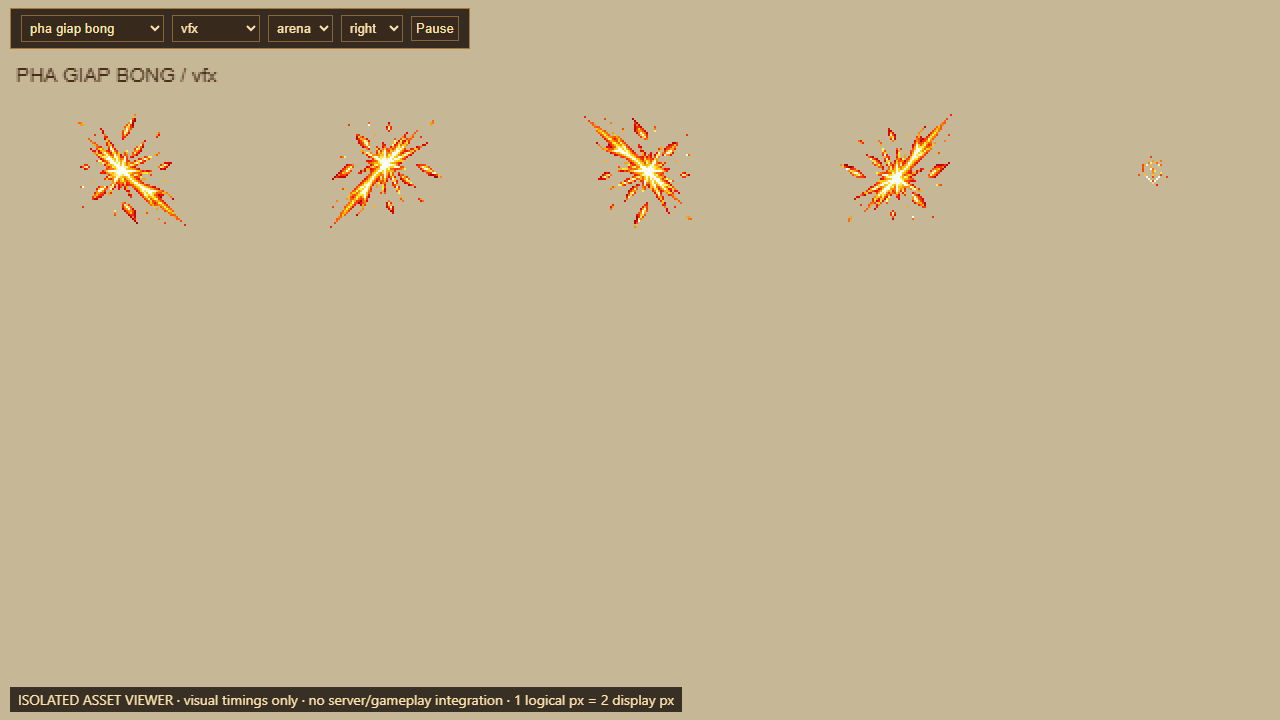 pha giap bong vfx arena right Pause
PHA GIAP BONG / vfx
ISOLATED ASSET VIEWER · visual timings only · no server/gameplay integration · 1 logical px = 2 display px